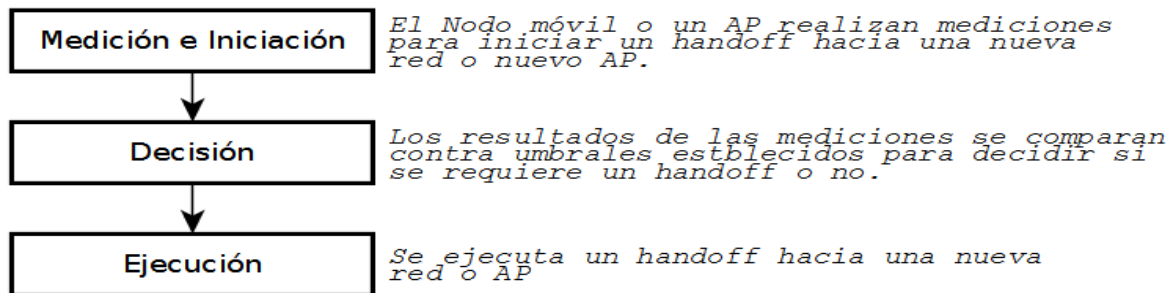 Medición e Iniciación
El Nodo móvil o un AP realizan mediciones
para iniciar un handoff hacia una nueva
red o nuevo AP.
Decisión
Los resultados de las mediciones se comparan
contra umbrales estblecidos para decidir si
se requiere un handoff o no.
Ejecución
Se ejecuta un handoff hacia una nueva
red o AP